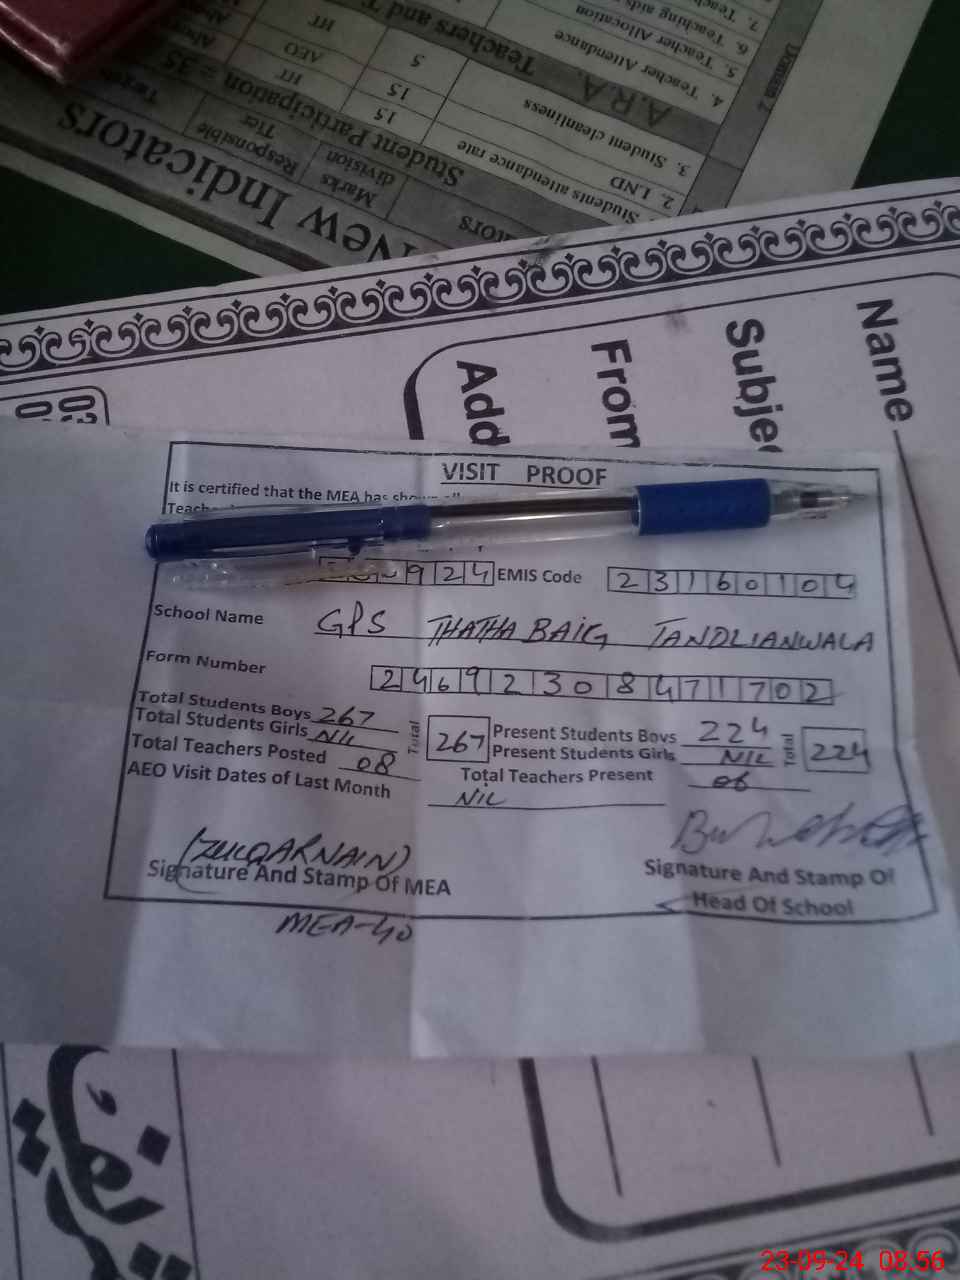 New Indicators
Marks division
Responsible Tier
Student Participation = 35
Students attendance rate 15 HT
2. LND 15 AEO
3. Student cleanliness 5 HT
A.R.A. Teachers and
4. Teacher Attendance
5. Teacher Allocation
6. Teaching aids
7. Teach
Name
Subje
From
Add
VISIT PROOF
It is certified that the MEA has
924 EMIS Code 23160104
School Name GPS THATHA BAIG TANDLIANWALA
Form Number 24692308471702
Total Students Boys 267 Present Students Boys 224
Total Students Girls NIL Total 267 Present Students Girls NIL Total 224
Total Teachers Posted 08 Total Teachers Present 06
AEO Visit Dates of Last Month NIL
(ZULQARNAIN)
Signature And Stamp Of MEA
MEA-40
Signature And Stamp Of
Head Of School
23-09-24 08:56